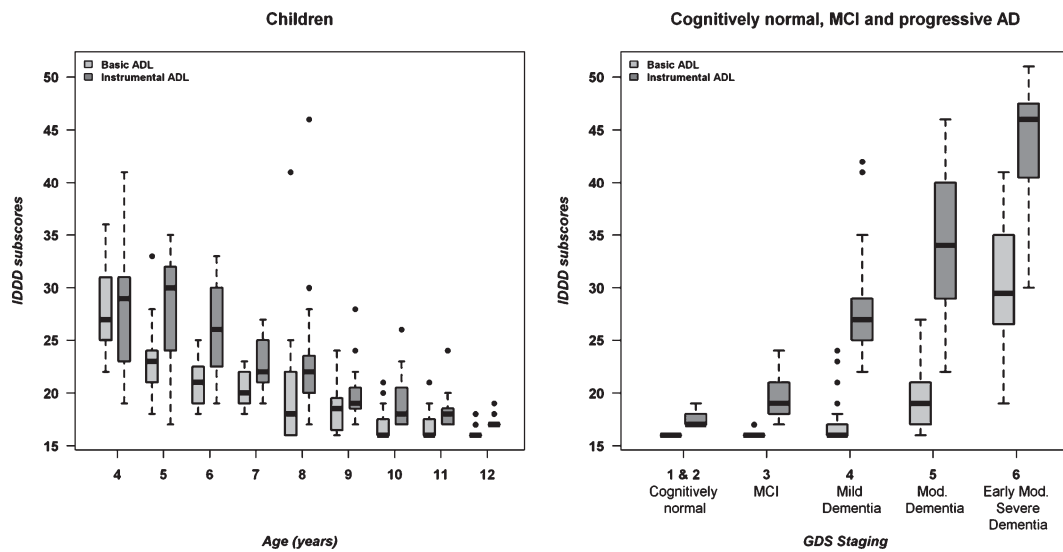 Children
Basic ADL
Instrumental ADL
IDDD subscores
50
45
40
35
30
25
20
15
4 5 6 7 8 9 10 11 12
Age (years)
Cognitively normal, MCI and progressive AD
Basic ADL
Instrumental ADL
IDDD subscores
50
45
40
35
30
25
20
15
1 & 2 3 4 5 6
Cognitively MCI Mild Mod. Early Mod.
normal Dementia Dementia Severe
Dementia
GDS Staging